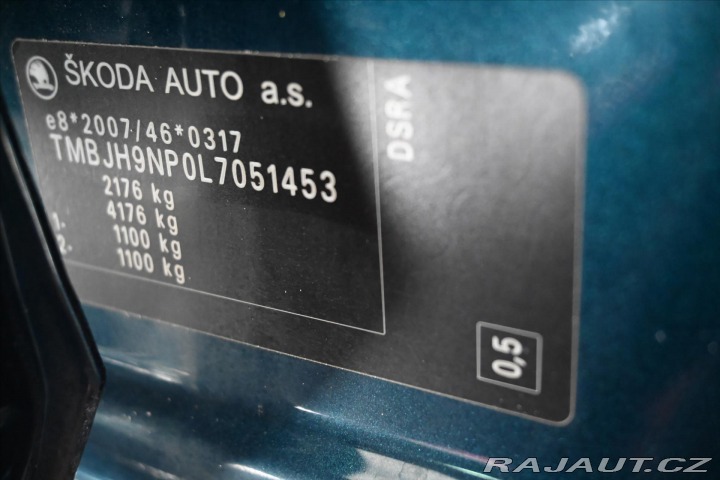 ŠKODA AUTO a.s.
e8*2007/46*0317
TMBJH9NP0L7051453
2176 kg
4176 kg
1. 1100 kg
2. 1100 kg
DSRA
0,5
RAJAUT.CZ